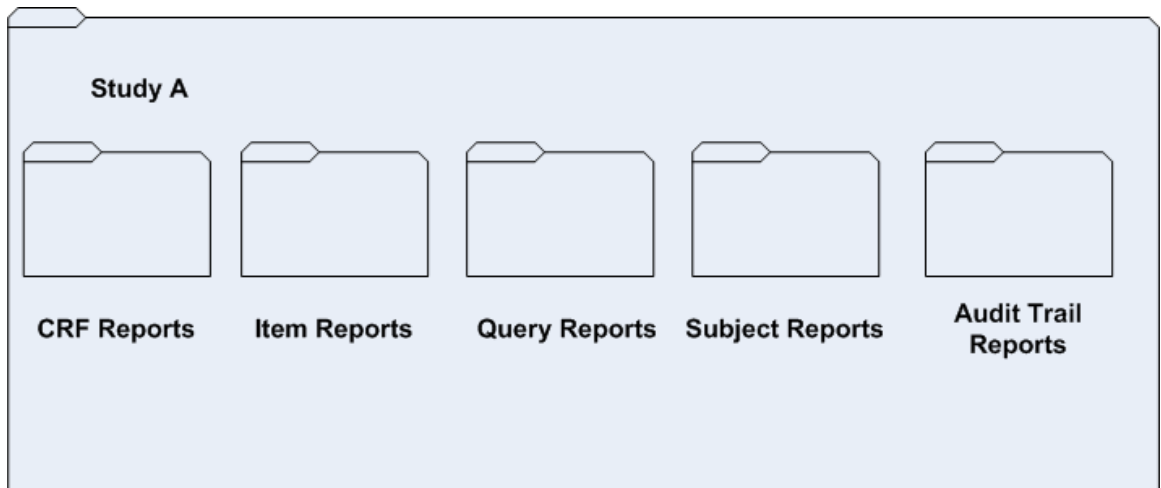 Study A
CRF Reports
Item Reports
Query Reports
Subject Reports
Audit Trail
Reports